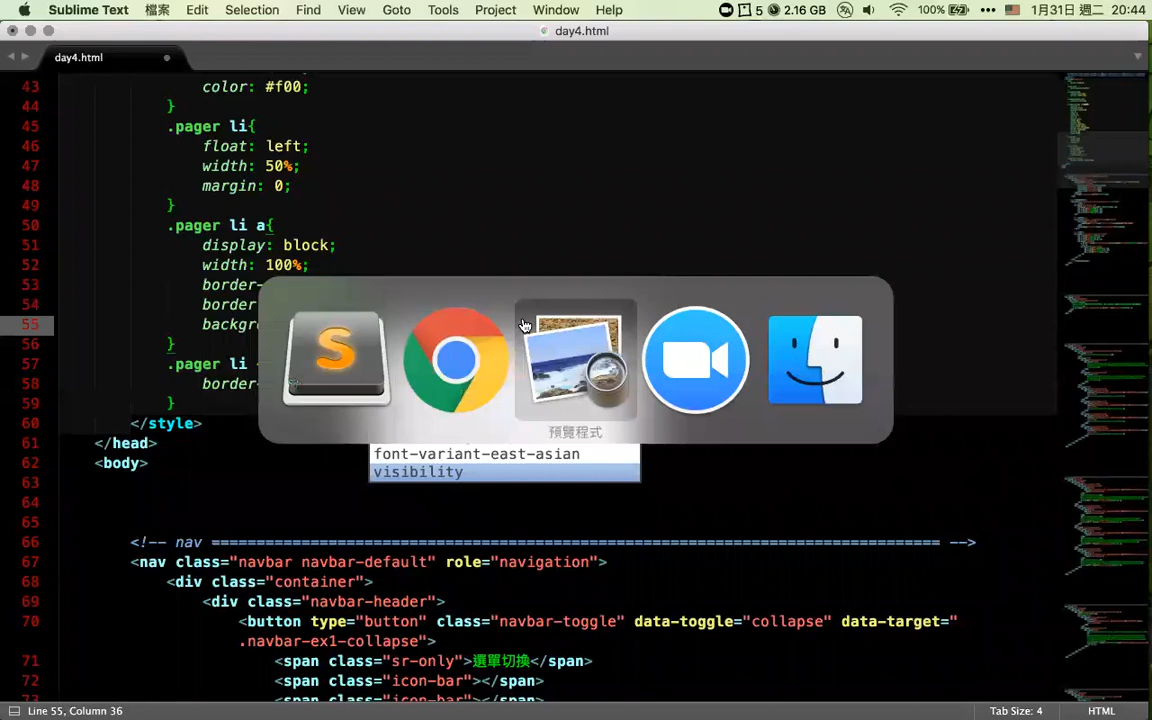 Sublime Text 檔案 Edit Selection Find View Goto Tools Project Window Help 5 2.16 GB 100% 1月31日 週二 20:44
day4.html
day4.html
43 color: #f00;
44 }
45 .pager li{
46 float: left;
47 width: 50%;
48 margin: 0;
49 }
50 .pager li a{
51 display: block;
52 width: 100%;
53 border-
54 border
55 backgr
56 }
57 .pager li
58 border-
59 }
60 </style>
61 </head>
62 <body>
預覽程式
font-variant-east-asian
visibility
63
64
65
66 <!-- nav ================================================================================= -->
67 <nav class="navbar navbar-default" role="navigation">
68 <div class="container">
69 <div class="navbar-header">
70 <button type="button" class="navbar-toggle" data-toggle="collapse" data-target="
.navbar-ex1-collapse">
71 <span class="sr-only">選單切換</span>
72 <span class="icon-bar"></span>
73 <span class="icon-bar"></span>
Line 55, Column 36 Tab Size: 4 HTML